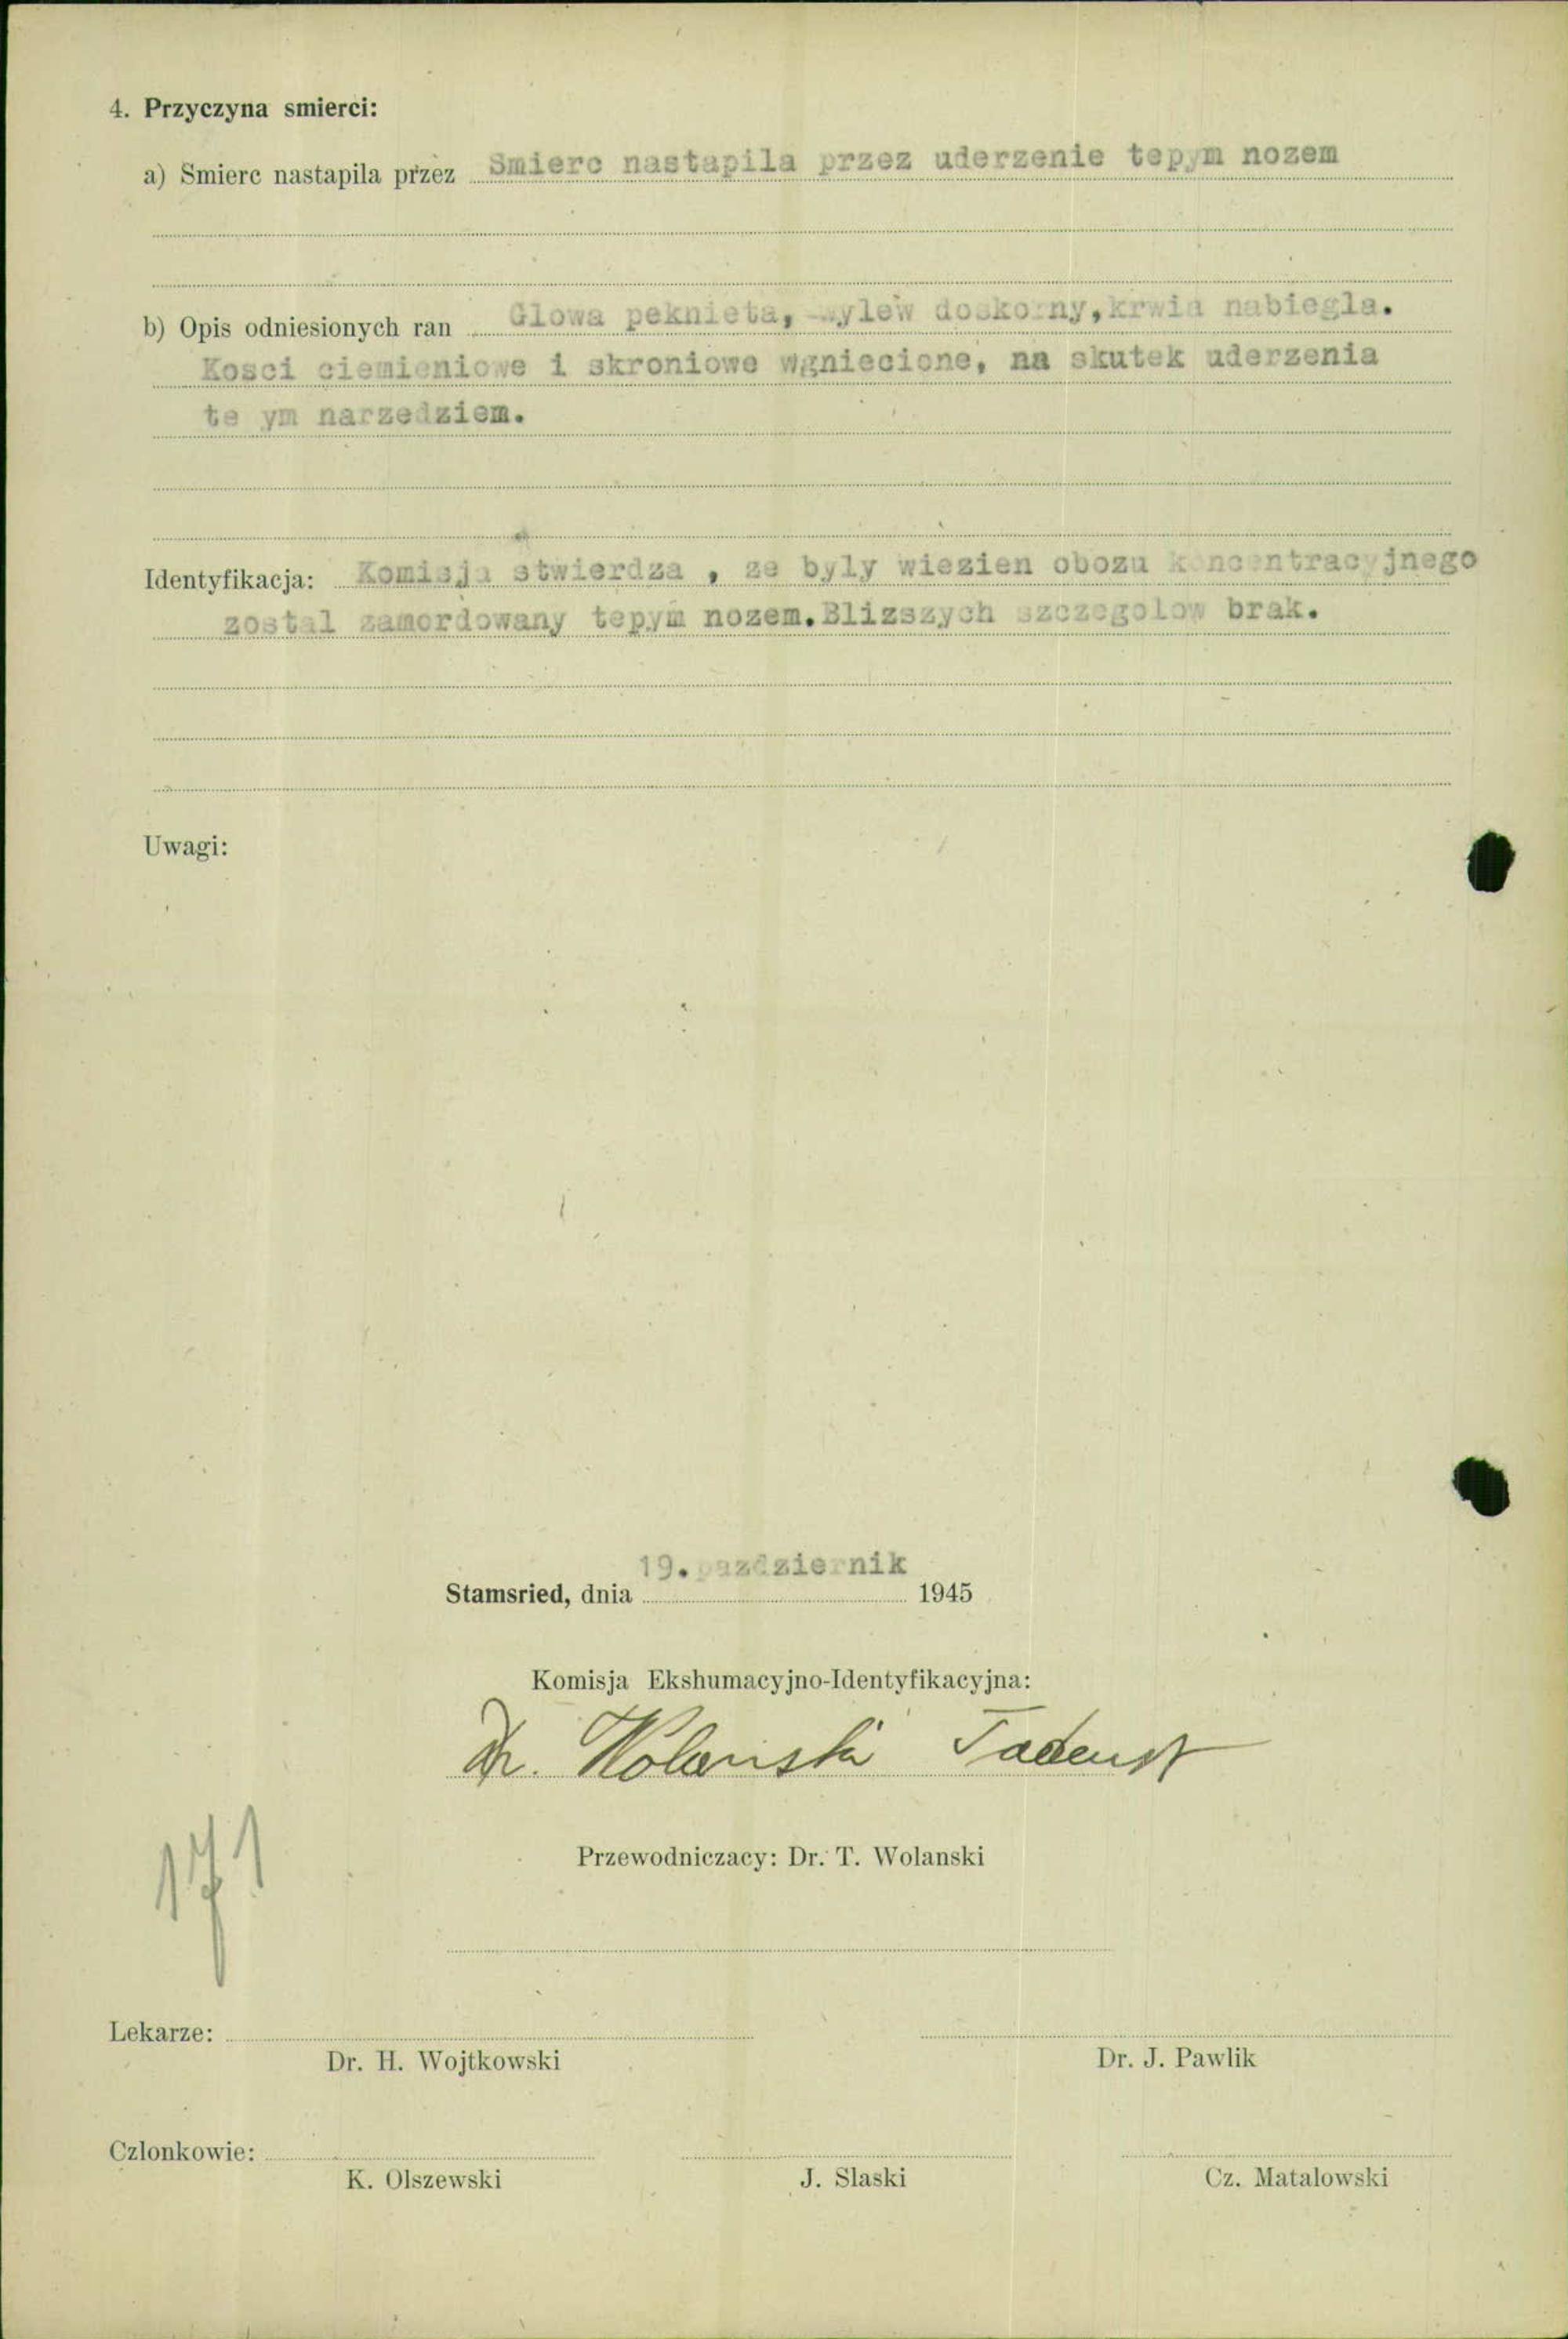 4. Przyczyna smierci:
a) Smierc nastapila przez Smierc nastapila przez uderzenie tepym nozem
b) Opis odniesionych ran Glowa peknieta, wylew doskorny, krwia nabiegla.
Kosci ciemieniowe i skroniowe wgniecione, na skutek uderzenia
te ym narzedziem.
Identyfikacja: Komisja stwierdza , ze byly wiezien obozu koncentracyjnego
zostal zamordowany tepym nozem. Blizszych szczegolow brak.
Uwagi:
19. pazdziernik
Stamsried, dnia 1945
Komisja Ekshumacyjno-Identyfikacyjna:
Dr. Wolanski Tadeusz
Przewodniczacy: Dr. T. Wolanski
171
Lekarze:
Dr. H. Wojtkowski Dr. J. Pawlik
Czlonkowie:
K. Olszewski J. Slaski Cz. Matalowski